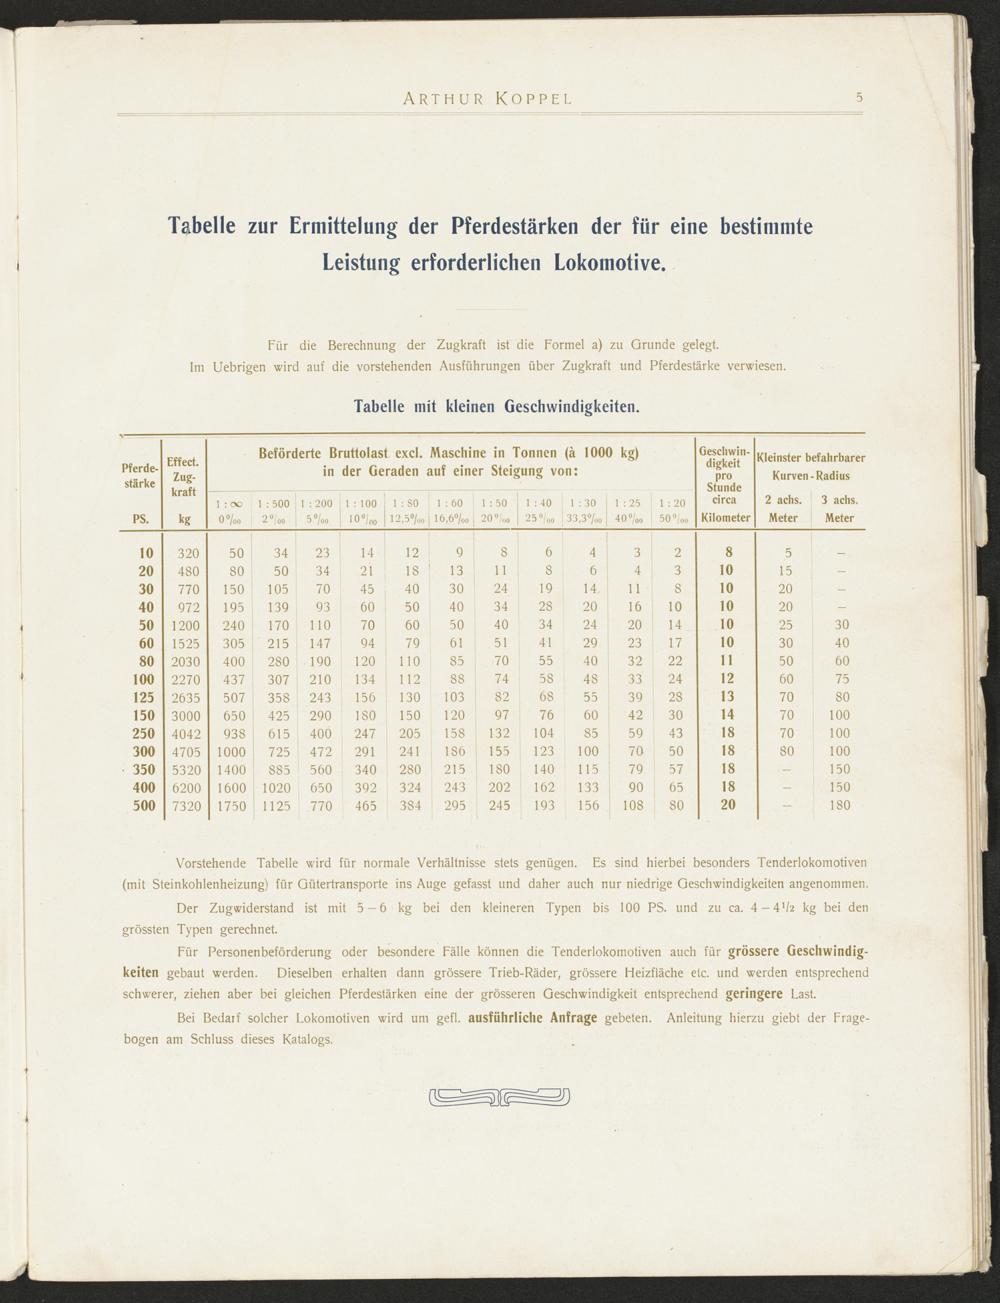 ARTHUR KOPPEL 5
Tabelle zur Ermittelung der Pferdestärken der für eine bestimmte
Leistung erforderlichen Lokomotive.
Für die Berechnung der Zugkraft ist die Formel a) zu Grunde gelegt.
Im Uebrigen wird auf die vorstehenden Ausführungen über Zugkraft und Pferdestärke verwiesen.
Tabelle mit kleinen Geschwindigkeiten.
Pferde-stärke PS. Effect. Zug-kraft kg Beförderte Bruttolast excl. Maschine in Tonnen (à 1000 kg) in der Geraden auf einer Steigung von: Geschwin-digkeit pro Stunde circa Kilometer Kleinster befahrbarer Kurven-Radius
1:∞ 1:500 1:200 1:100 1:80 1:60 1:50 1:40 1:30 1:25 1:20 2 achs. 3 achs.
0⁰/₀₀ 2⁰/₀₀ 5⁰/₀₀ 10⁰/₀₀ 12,5⁰/₀₀ 16,6⁰/₀₀ 20⁰/₀₀ 25⁰/₀₀ 33,3⁰/₀₀ 40⁰/₀₀ 50⁰/₀₀ Meter Meter
10 320 50 34 23 14 12 9 8 6 4 3 2 8 5 —
20 480 80 50 34 21 18 13 11 8 6 4 3 10 15 —
30 770 150 105 70 45 40 30 24 19 14 11 8 10 20 —
40 972 195 139 93 60 50 40 34 28 20 16 10 10 20 —
50 1200 240 170 110 70 60 50 40 34 24 20 14 10 25 30
60 1525 305 215 147 94 79 61 51 41 29 23 17 10 30 40
80 2030 400 280 190 120 110 85 70 55 40 32 22 11 50 60
100 2270 437 307 210 134 112 88 74 58 48 33 24 12 60 75
125 2635 507 358 243 156 130 103 82 68 55 39 28 13 70 80
150 3000 650 425 290 180 150 120 97 76 60 42 30 14 70 100
250 4042 938 615 400 247 205 158 132 104 85 59 43 18 70 100
300 4705 1000 725 472 291 241 186 155 123 100 70 50 18 80 100
350 5320 1400 885 560 340 280 215 180 140 115 79 57 18 — 150
400 6200 1600 1020 650 392 324 243 202 162 133 90 65 18 — 150
500 7320 1750 1125 770 465 384 295 245 193 156 108 80 20 — 180
Vorstehende Tabelle wird für normale Verhältnisse stets genügen. Es sind hierbei besonders Tenderlokomotiven
(mit Steinkohlenheizung) für Gütertransporte ins Auge gefasst und daher auch nur niedrige Geschwindigkeiten angenommen.
Der Zugwiderstand ist mit 5—6 kg bei den kleineren Typen bis 100 PS. und zu ca. 4—4¹/₂ kg bei den
grössten Typen gerechnet.
Für Personenbeförderung oder besondere Fälle können die Tenderlokomotiven auch für grössere Geschwindig-
keiten gebaut werden. Dieselben erhalten dann grössere Trieb-Räder, grössere Heizfläche etc. und werden entsprechend
schwerer, ziehen aber bei gleichen Pferdestärken eine der grösseren Geschwindigkeit entsprechend geringere Last.
Bei Bedarf solcher Lokomotiven wird um gefl. ausführliche Anfrage gebeten. Anleitung hierzu giebt der Frage-
bogen am Schluss dieses Katalogs.